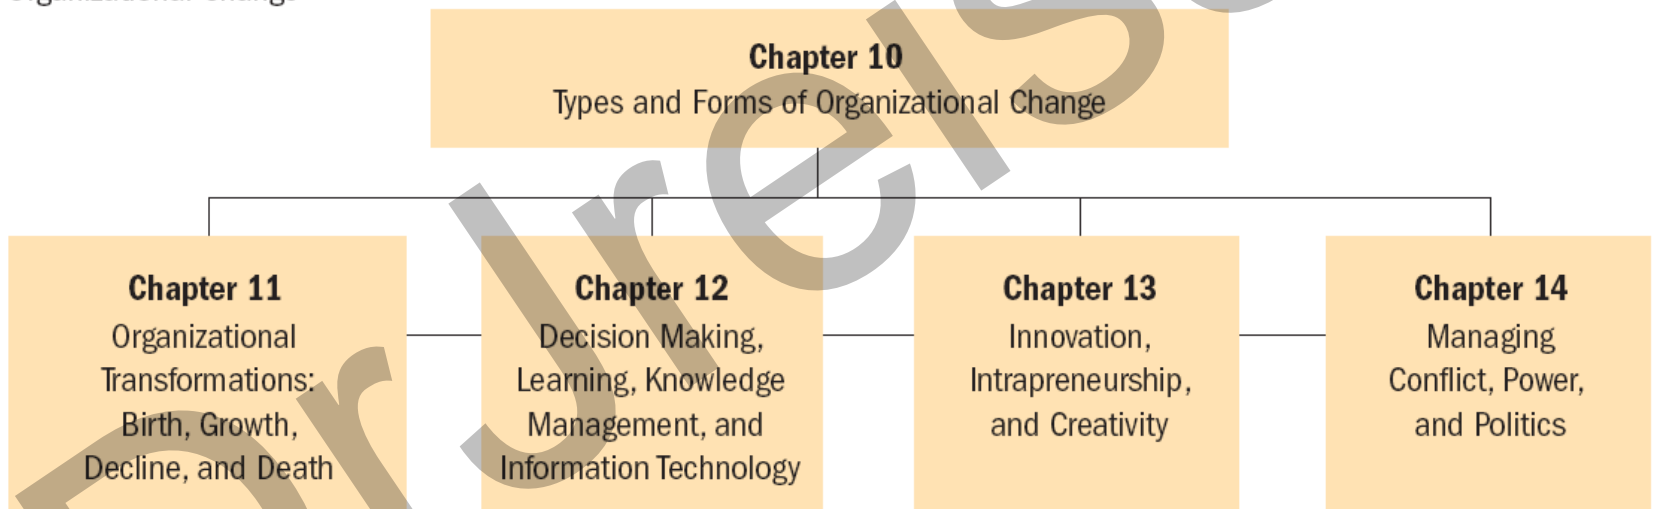 Organizational Change
Chapter 10
Types and Forms of Organizational Change
Chapter 11
Organizational
Transformations:
Birth, Growth,
Decline, and Death
Chapter 12
Decision Making,
Learning, Knowledge
Management, and
Information Technology
Chapter 13
Innovation,
Intrapreneurship,
and Creativity
Chapter 14
Managing
Conflict, Power,
and Politics